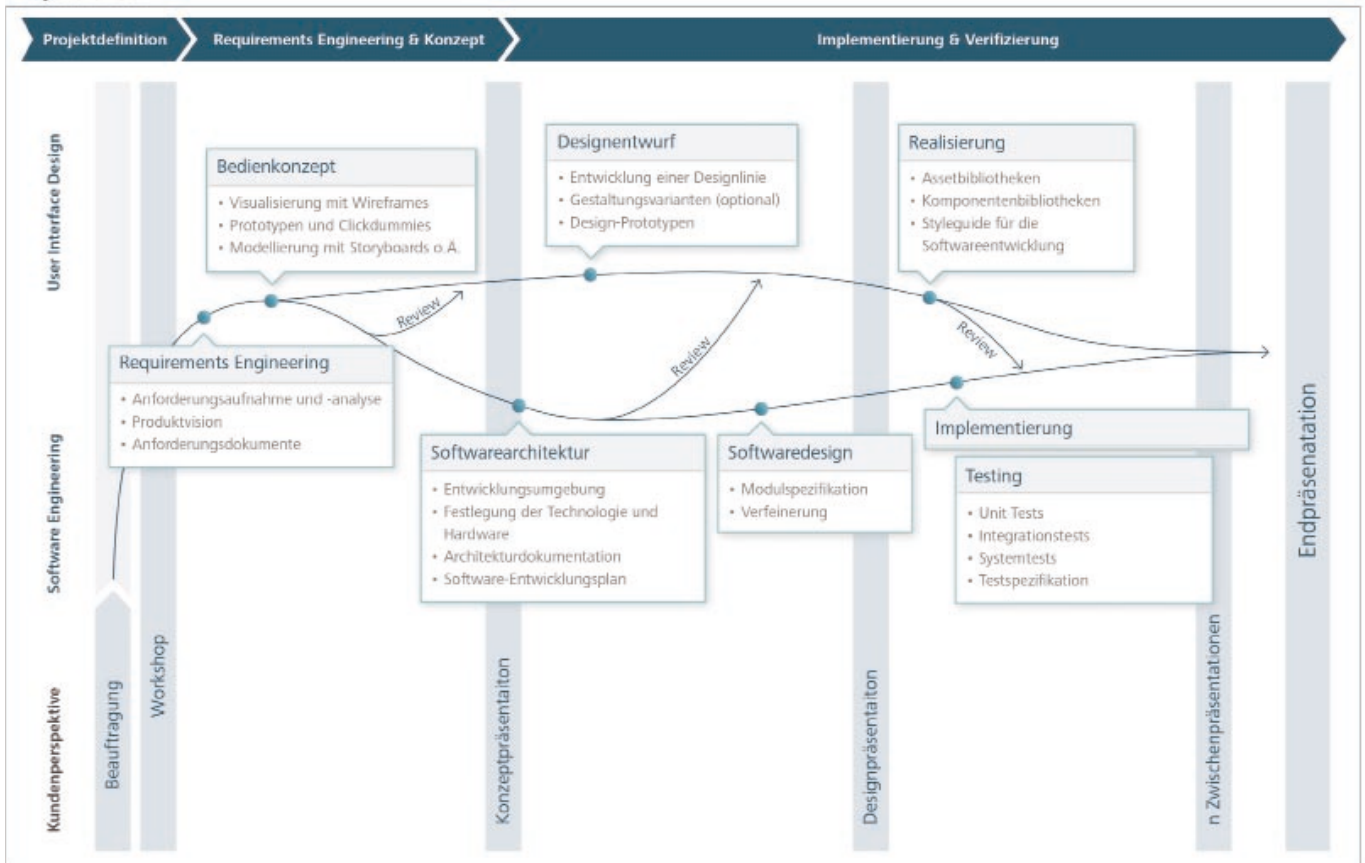 Projektdefinition
Requirements Engineering & Konzept
Implementierung & Verifizierung
User Interface Design
Software Engineering
Kundenperspektive
Bedienkonzept
• Visualisierung mit Wireframes
• Prototypen und Clickdummies
• Modellierung mit Storyboards o.Ä.
Designentwurf
• Entwicklung einer Designlinie
• Gestaltungsvarianten (optional)
• Design-Prototypen
Realisierung
• Assetbibliotheken
• Komponentenbibliotheken
• Styleguide für die
Softwareentwicklung
Review
Review
Review
Requirements Engineering
• Anforderungsaufnahme und -analyse
• Produktvision
• Anforderungsdokumente
Softwarearchitektur
• Entwicklungsumgebung
• Festlegung der Technologie und
Hardware
• Architekturdokumentation
• Software-Entwicklungsplan
Softwaredesign
• Modulspezifikation
• Verfeinerung
Implementierung
Testing
• Unit Tests
• Integrationstests
• Systemtests
• Testspezifikation
Beauftragung
Workshop
Konzeptpräsentaiton
Designpräsentaiton
n Zwischenpräsentationen
Endpräsenatation